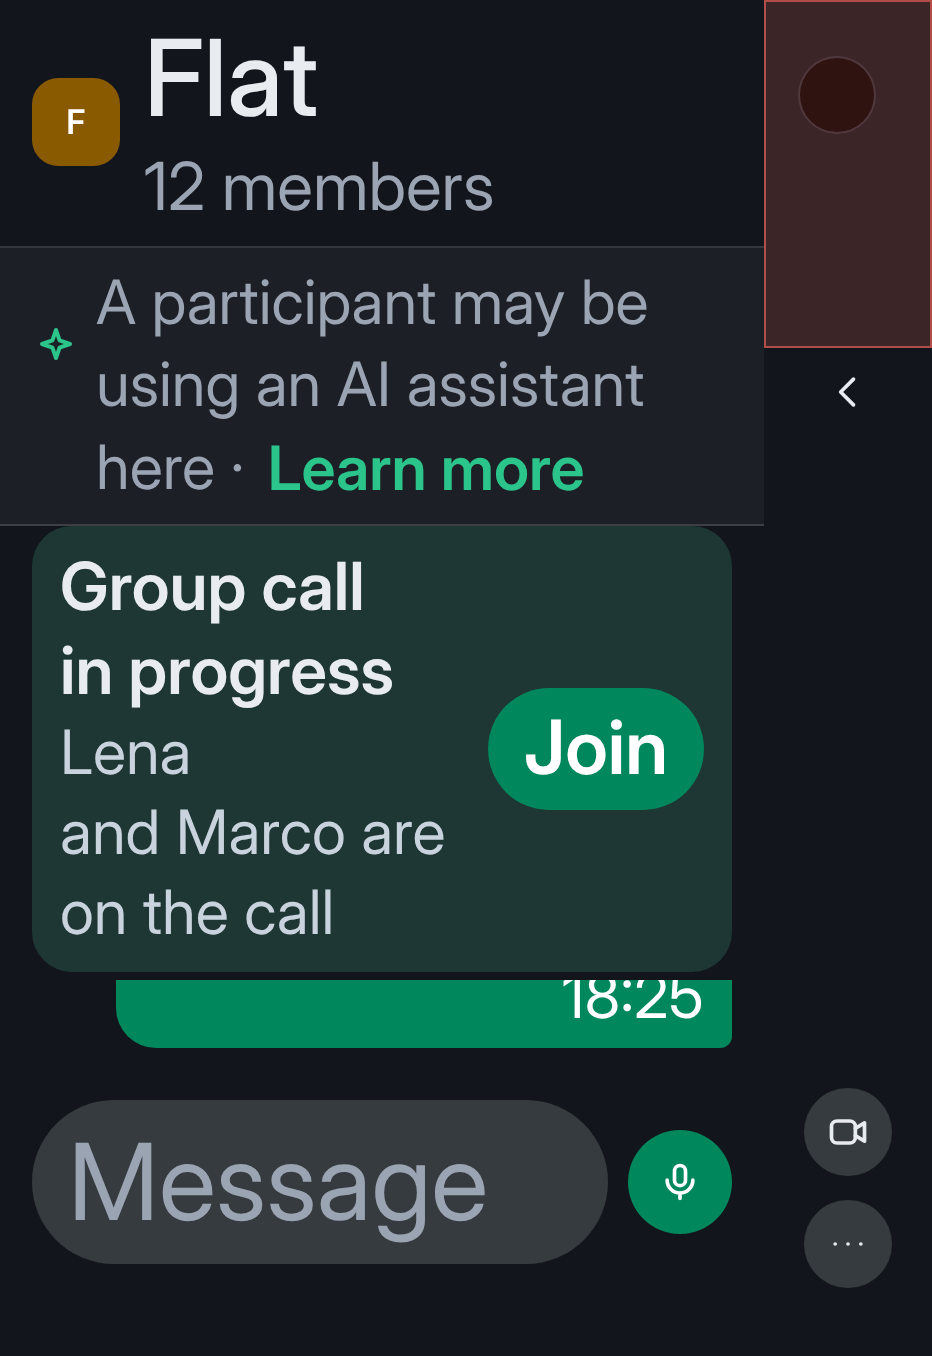 F
Flat
12 members
A participant may be
using an AI assistant
here · Learn more
Group call
in progress
Lena
and Marco are
on the call
Join
18:25
Message